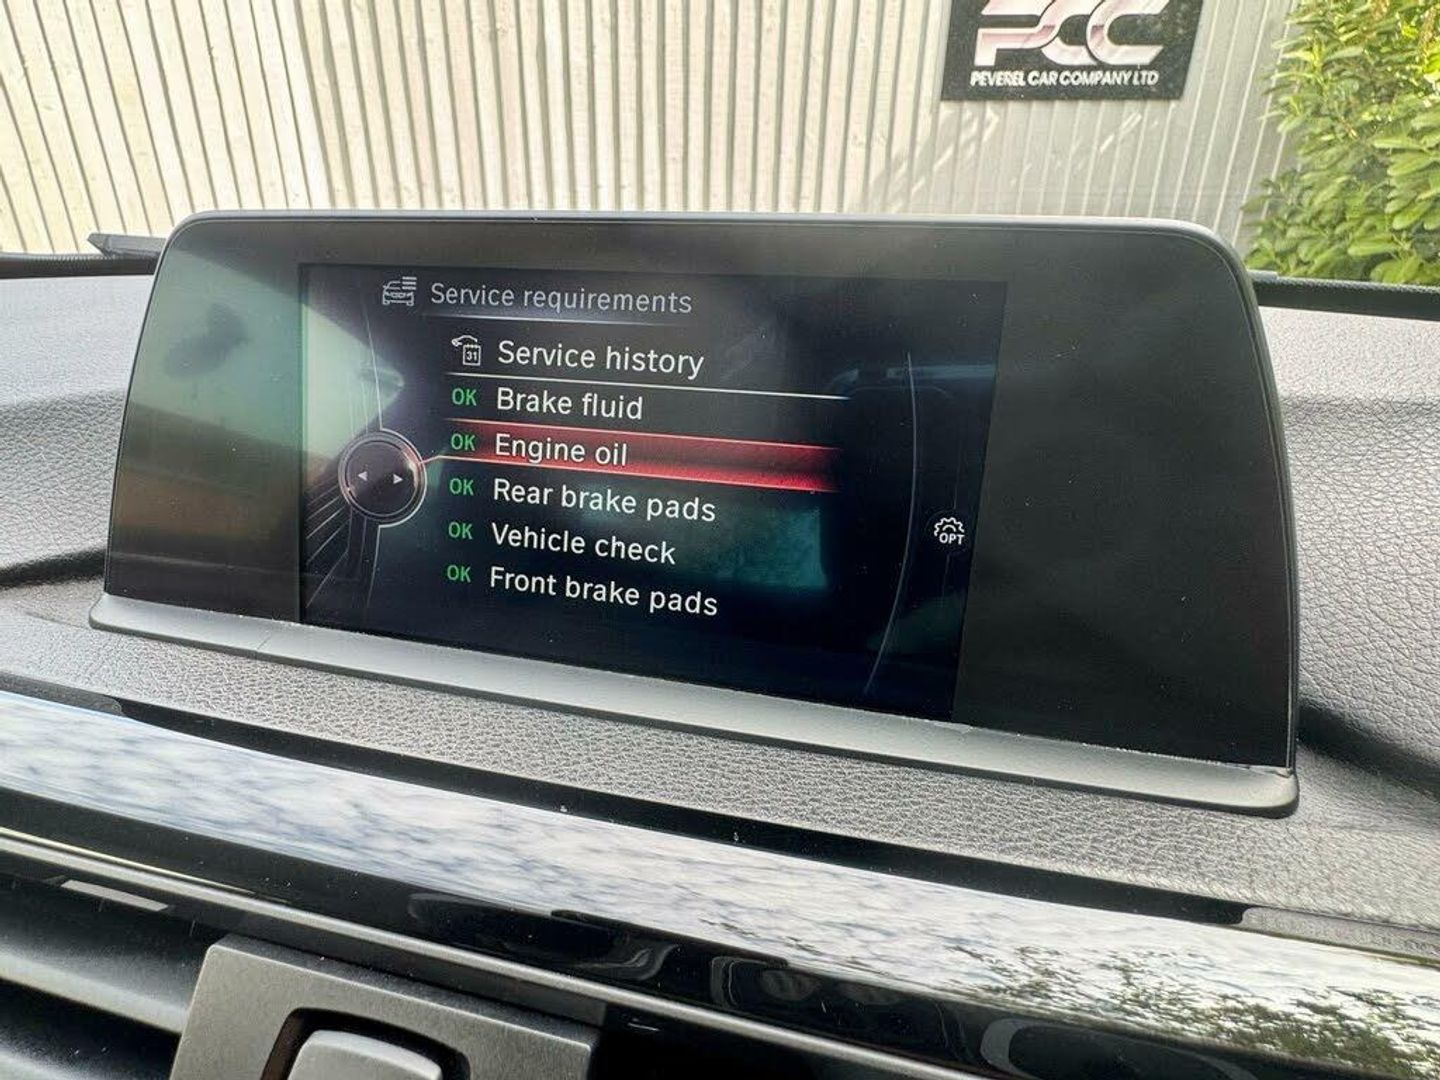 PCC
PEVEREL CAR COMPANY LTD
Service requirements
31 Service history
OK Brake fluid
OK Engine oil
OK Rear brake pads
OK Vehicle check
OK Front brake pads
OPT